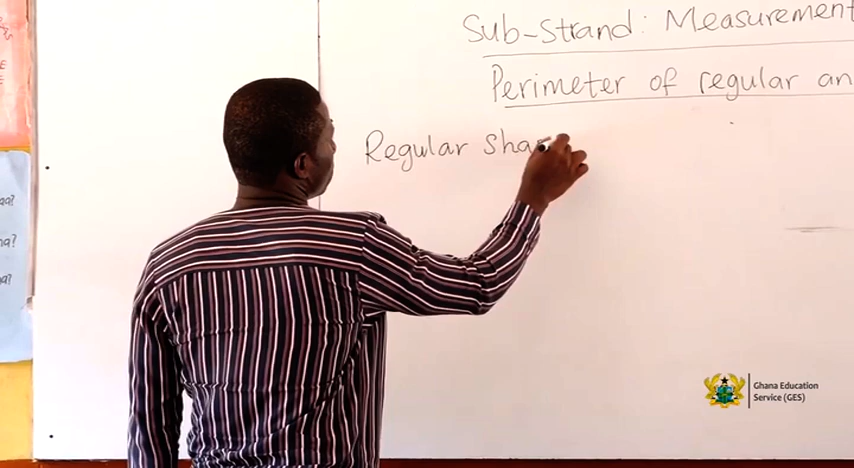 Sub-Strand: Measurement
Perimeter of regular an
Regular Sha
Ghana Education
Service (GES)